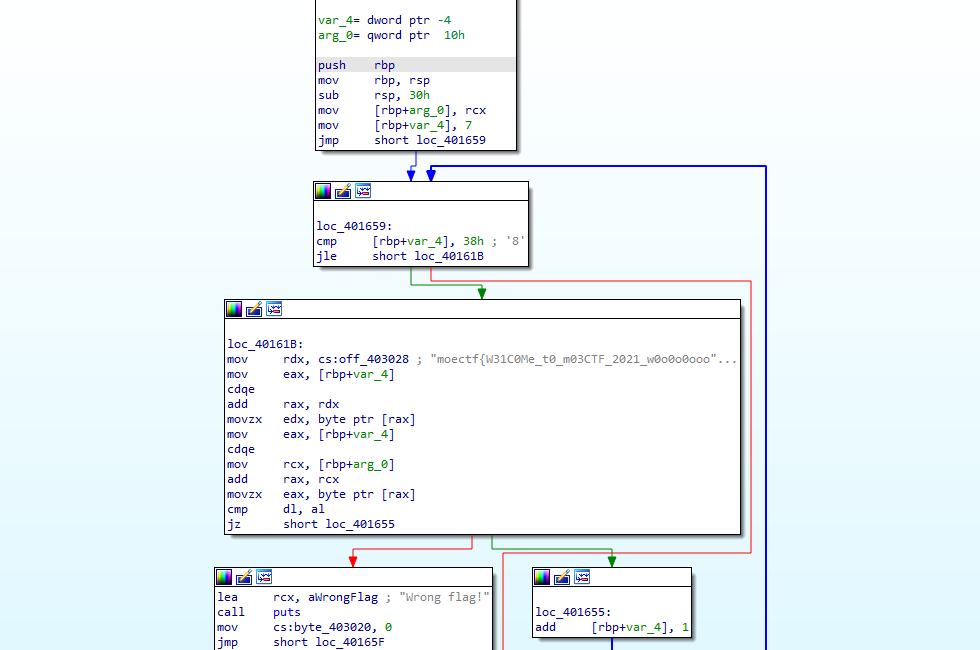 var_4= dword ptr -4
arg_0= qword ptr  10h
push    rbp
mov     rbp, rsp
sub     rsp, 30h
mov     [rbp+arg_0], rcx
mov     [rbp+var_4], 7
jmp     short loc_401659
loc_401659:
cmp     [rbp+var_4], 38h ; '8'
jle     short loc_40161B
loc_40161B:
mov     rdx, cs:off_403028 ; "moectf{W31C0Me_t0_m03CTF_2021_w0o0o0ooo"...
mov     eax, [rbp+var_4]
cdqe
add     rax, rdx
movzx   edx, byte ptr [rax]
mov     eax, [rbp+var_4]
cdqe
mov     rcx, [rbp+arg_0]
add     rax, rcx
movzx   eax, byte ptr [rax]
cmp     dl, al
jz      short loc_401655
lea     rcx, aWrongFlag ; "Wrong flag!"
call    puts
mov     cs:byte_403020, 0
jmp     short loc_40165F
loc_401655:
add     [rbp+var_4], 1